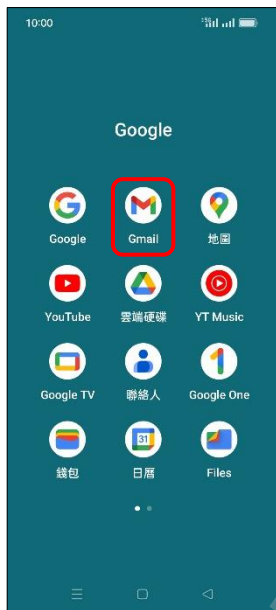 10:00
Google
Google Gmail 地圖
YouTube 雲端硬碟 YT Music
Google TV 聯絡人 Google One
31
錢包 日曆 Files